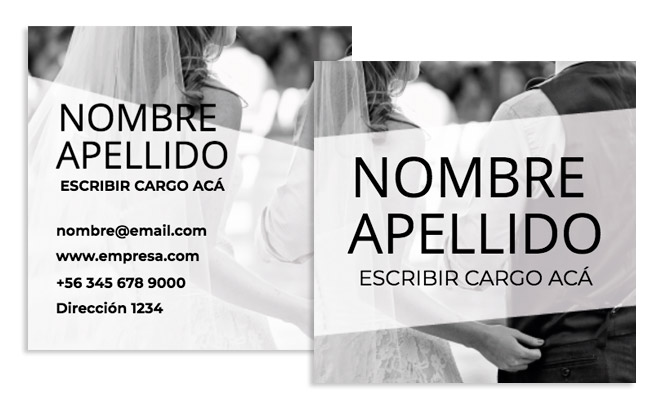 NOMBRE
APELLIDO
ESCRIBIR CARGO ACÁ
nombre@email.com
www.empresa.com
+56 345 678 9000
Dirección 1234
NOMBRE
APELLIDO
ESCRIBIR CARGO ACÁ